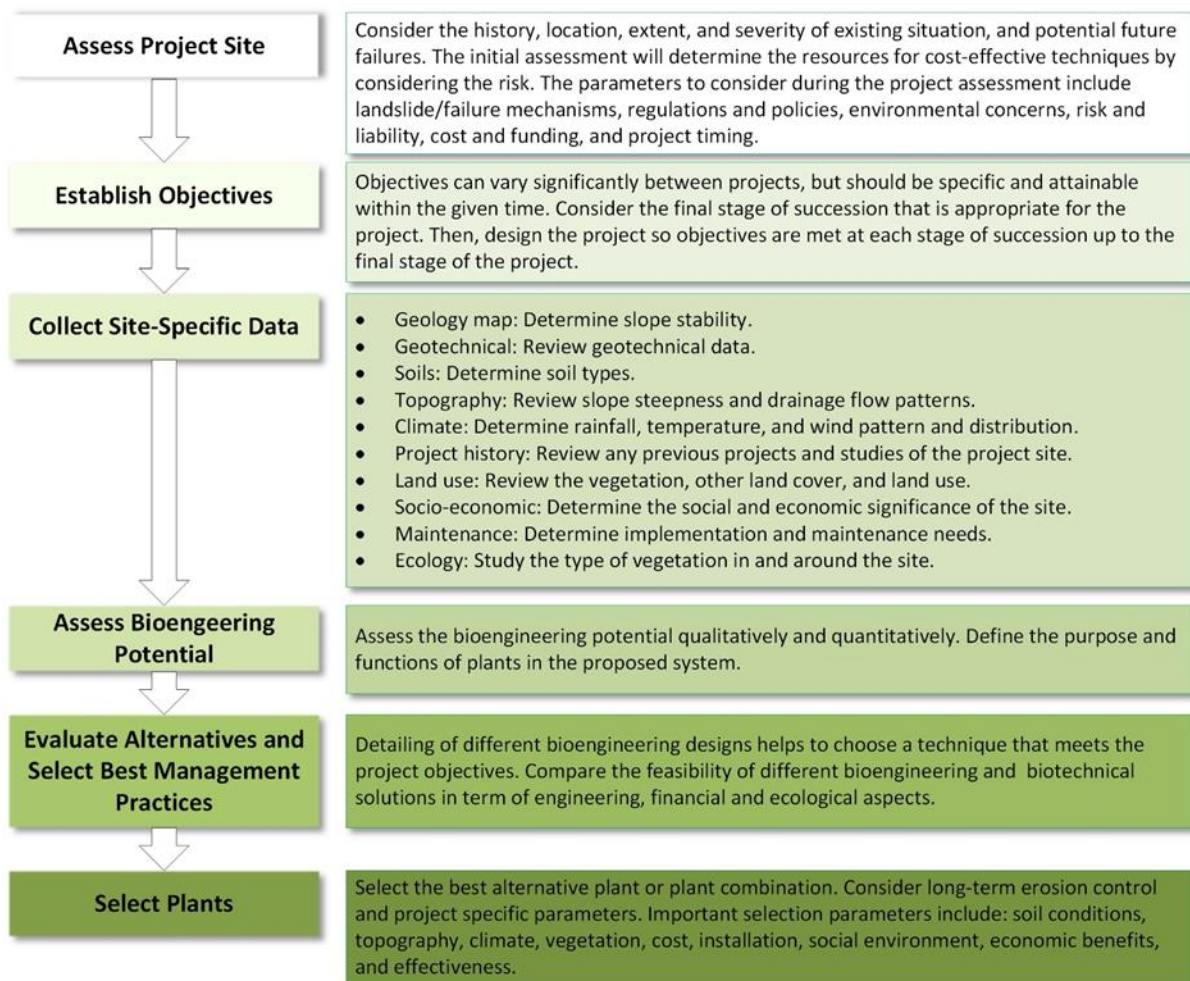 Assess Project Site
Consider the history, location, extent, and severity of existing situation, and potential future
failures. The initial assessment will determine the resources for cost-effective techniques by
considering the risk. The parameters to consider during the project assessment include
landslide/failure mechanisms, regulations and policies, environmental concerns, risk and
liability, cost and funding, and project timing.
Establish Objectives
Objectives can vary significantly between projects, but should be specific and attainable
within the given time. Consider the final stage of succession that is appropriate for the
project. Then, design the project so objectives are met at each stage of succession up to the
final stage of the project.
Collect Site-Specific Data
• Geology map: Determine slope stability.
• Geotechnical: Review geotechnical data.
• Soils: Determine soil types.
• Topography: Review slope steepness and drainage flow patterns.
• Climate: Determine rainfall, temperature, and wind pattern and distribution.
• Project history: Review any previous projects and studies of the project site.
• Land use: Review the vegetation, other land cover, and land use.
• Socio-economic: Determine the social and economic significance of the site.
• Maintenance: Determine implementation and maintenance needs.
• Ecology: Study the type of vegetation in and around the site.
Assess Bioengeering
Potential
Assess the bioengineering potential qualitatively and quantitatively. Define the purpose and
functions of plants in the proposed system.
Evaluate Alternatives and
Select Best Management
Practices
Detailing of different bioengineering designs helps to choose a technique that meets the
project objectives. Compare the feasibility of different bioengineering and biotechnical
solutions in term of engineering, financial and ecological aspects.
Select Plants
Select the best alternative plant or plant combination. Consider long-term erosion control
and project specific parameters. Important selection parameters include: soil conditions,
topography, climate, vegetation, cost, installation, social environment, economic benefits,
and effectiveness.